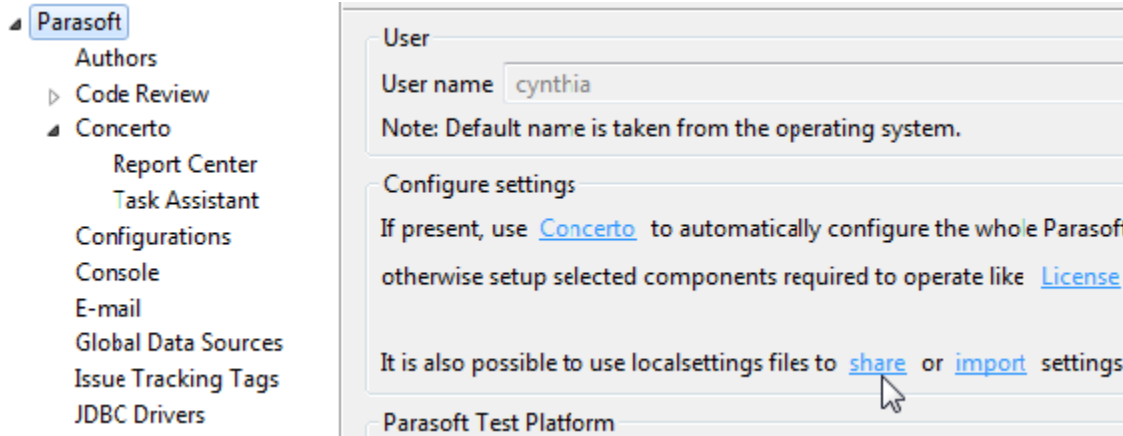 Parasoft
Authors
Code Review
Concerto
Report Center
Task Assistant
Configurations
Console
E-mail
Global Data Sources
Issue Tracking Tags
JDBC Drivers
User
User name cynthia
Note: Default name is taken from the operating system.
Configure settings
If present, use Concerto to automatically configure the whole Parasoft
otherwise setup selected components required to operate like License
It is also possible to use localsettings files to share or import settings
Parasoft Test Platform